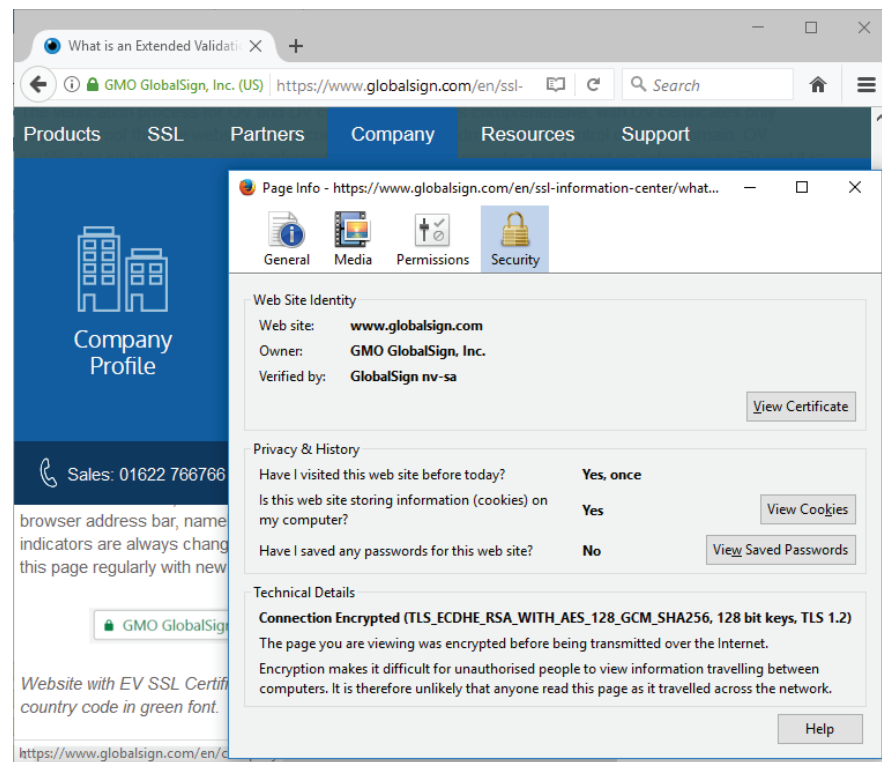 What is an Extended Validati
GMO GlobalSign, Inc. (US) https://www.globalsign.com/en/ssl- Search
Products SSL Partners Company Resources Support
Company
Profile
Sales: 01622 766766
browser address bar, name
indicators are always chang
this page regularly with new
GMO GlobalSig
Website with EV SSL Certifi
country code in green font.
https://www.globalsign.com/en/c
Page Info - https://www.globalsign.com/en/ssl-information-center/what...
General Media Permissions Security
Web Site Identity
Web site: www.globalsign.com
Owner: GMO GlobalSign, Inc.
Verified by: GlobalSign nv-sa
View Certificate
Privacy & History
Have I visited this web site before today? Yes, once
Is this web site storing information (cookies) on
my computer? Yes View Cookies
Have I saved any passwords for this web site? No View Saved Passwords
Technical Details
Connection Encrypted (TLS_ECDHE_RSA_WITH_AES_128_GCM_SHA256, 128 bit keys, TLS 1.2)
The page you are viewing was encrypted before being transmitted over the Internet.
Encryption makes it difficult for unauthorised people to view information travelling between
computers. It is therefore unlikely that anyone read this page as it travelled across the network.
Help